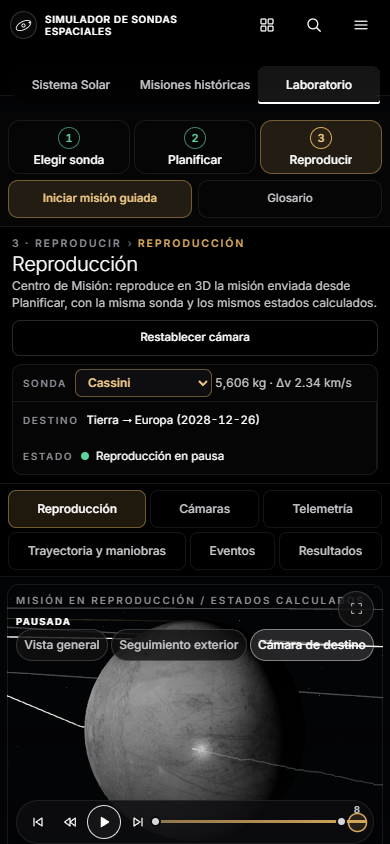 SIMULADOR DE SONDAS
ESPACIALES
Sistema Solar Misiones históricas Laboratorio
1 2 3
Elegir sonda Planificar Reproducir
Iniciar misión guiada Glosario
3 · REPRODUCIR › REPRODUCCIÓN
Reproducción
Centro de Misión: reproduce en 3D la misión enviada desde
Planificar, con la misma sonda y los mismos estados calculados.
Restablecer cámara
SONDA Cassini 5,606 kg · Δv 2.34 km/s
DESTINO Tierra → Europa (2028-12-26)
ESTADO Reproducción en pausa
Reproducción Cámaras Telemetría
Trayectoria y maniobras Eventos Resultados
MISIÓN EN REPRODUCCIÓN / ESTADOS CALCULADOS
PAUSADA
Vista general Seguimiento exterior Cámara de destino
8